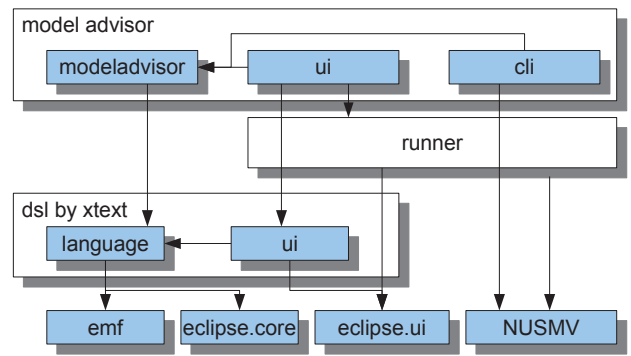 model advisor
modeladvisor
ui
cli
runner
dsl by xtext
language
ui
emf
eclipse.core
eclipse.ui
NUSMV